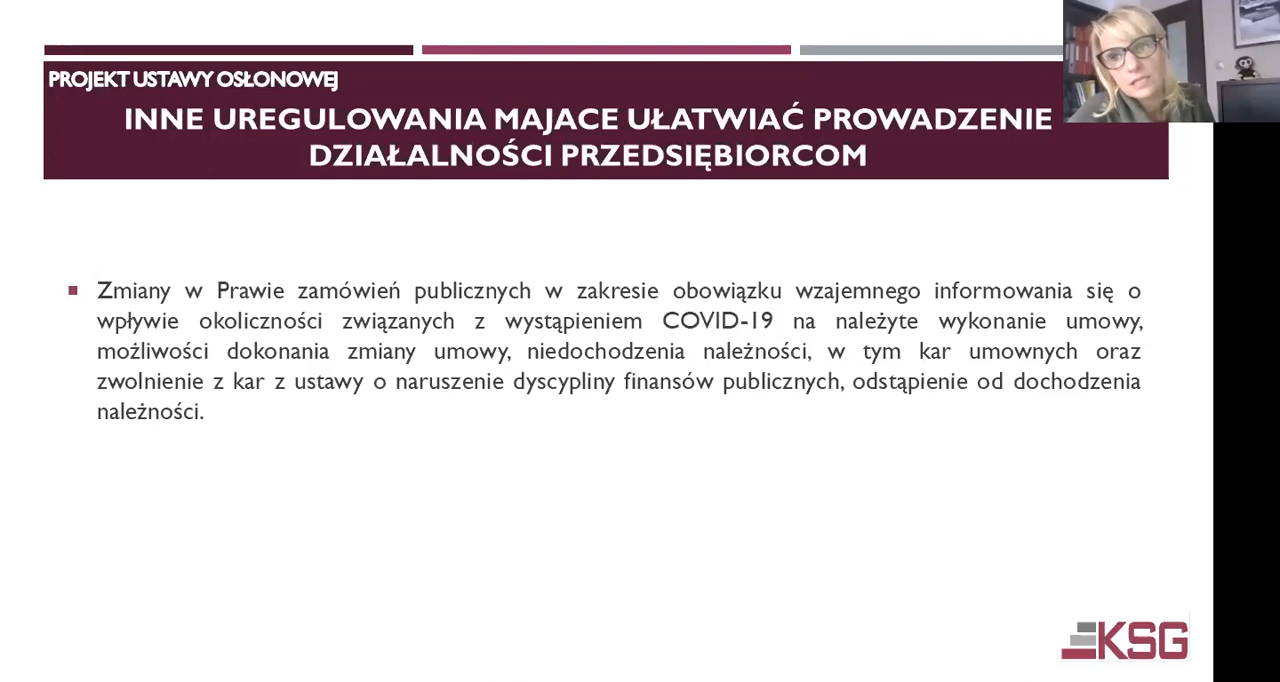 PROJEKT USTAWY OSŁONOWEJ
INNE UREGULOWANIA MAJACE UŁATWIAĆ PROWADZENIE
DZIAŁALNOŚCI PRZEDSIĘBIORCOM
Zmiany w Prawie zamówień publicznych w zakresie obowiązku wzajemnego informowania się o
wpływie okoliczności związanych z wystąpieniem COVID-19 na należyte wykonanie umowy,
możliwości dokonania zmiany umowy, niedochodzenia należności, w tym kar umownych oraz
zwolnienie z kar z ustawy o naruszenie dyscypliny finansów publicznych, odstąpienie od dochodzenia
należności.
KSG